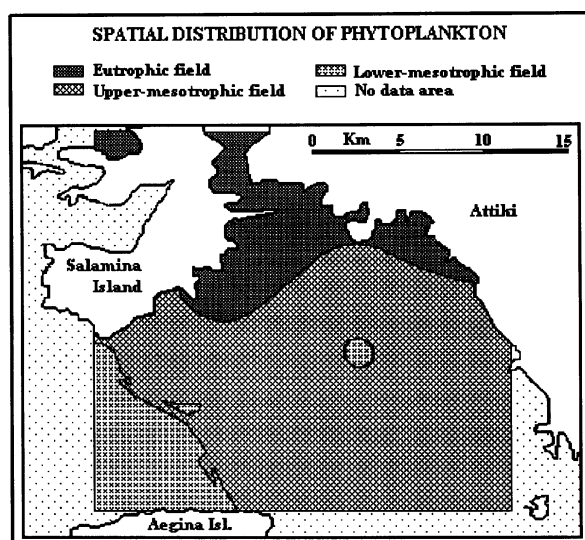 SPATIAL DISTRIBUTION OF PHYTOPLANKTON
Eutrophic field
Lower-mesotrophic field
Upper-mesotrophic field
No data area
0 Km 5 10 15
Attiki
Salamina
Island
Aegina Isl.